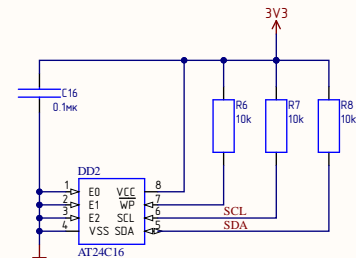 3V3
C16
0.1мк
R6
10k
R7
10k
R8
10k
DD2
1 E0 VCC 8
2 E1 WP 7
3 E2 SCL 6 SCL
4 VSS SDA 5 SDA
AT24C16